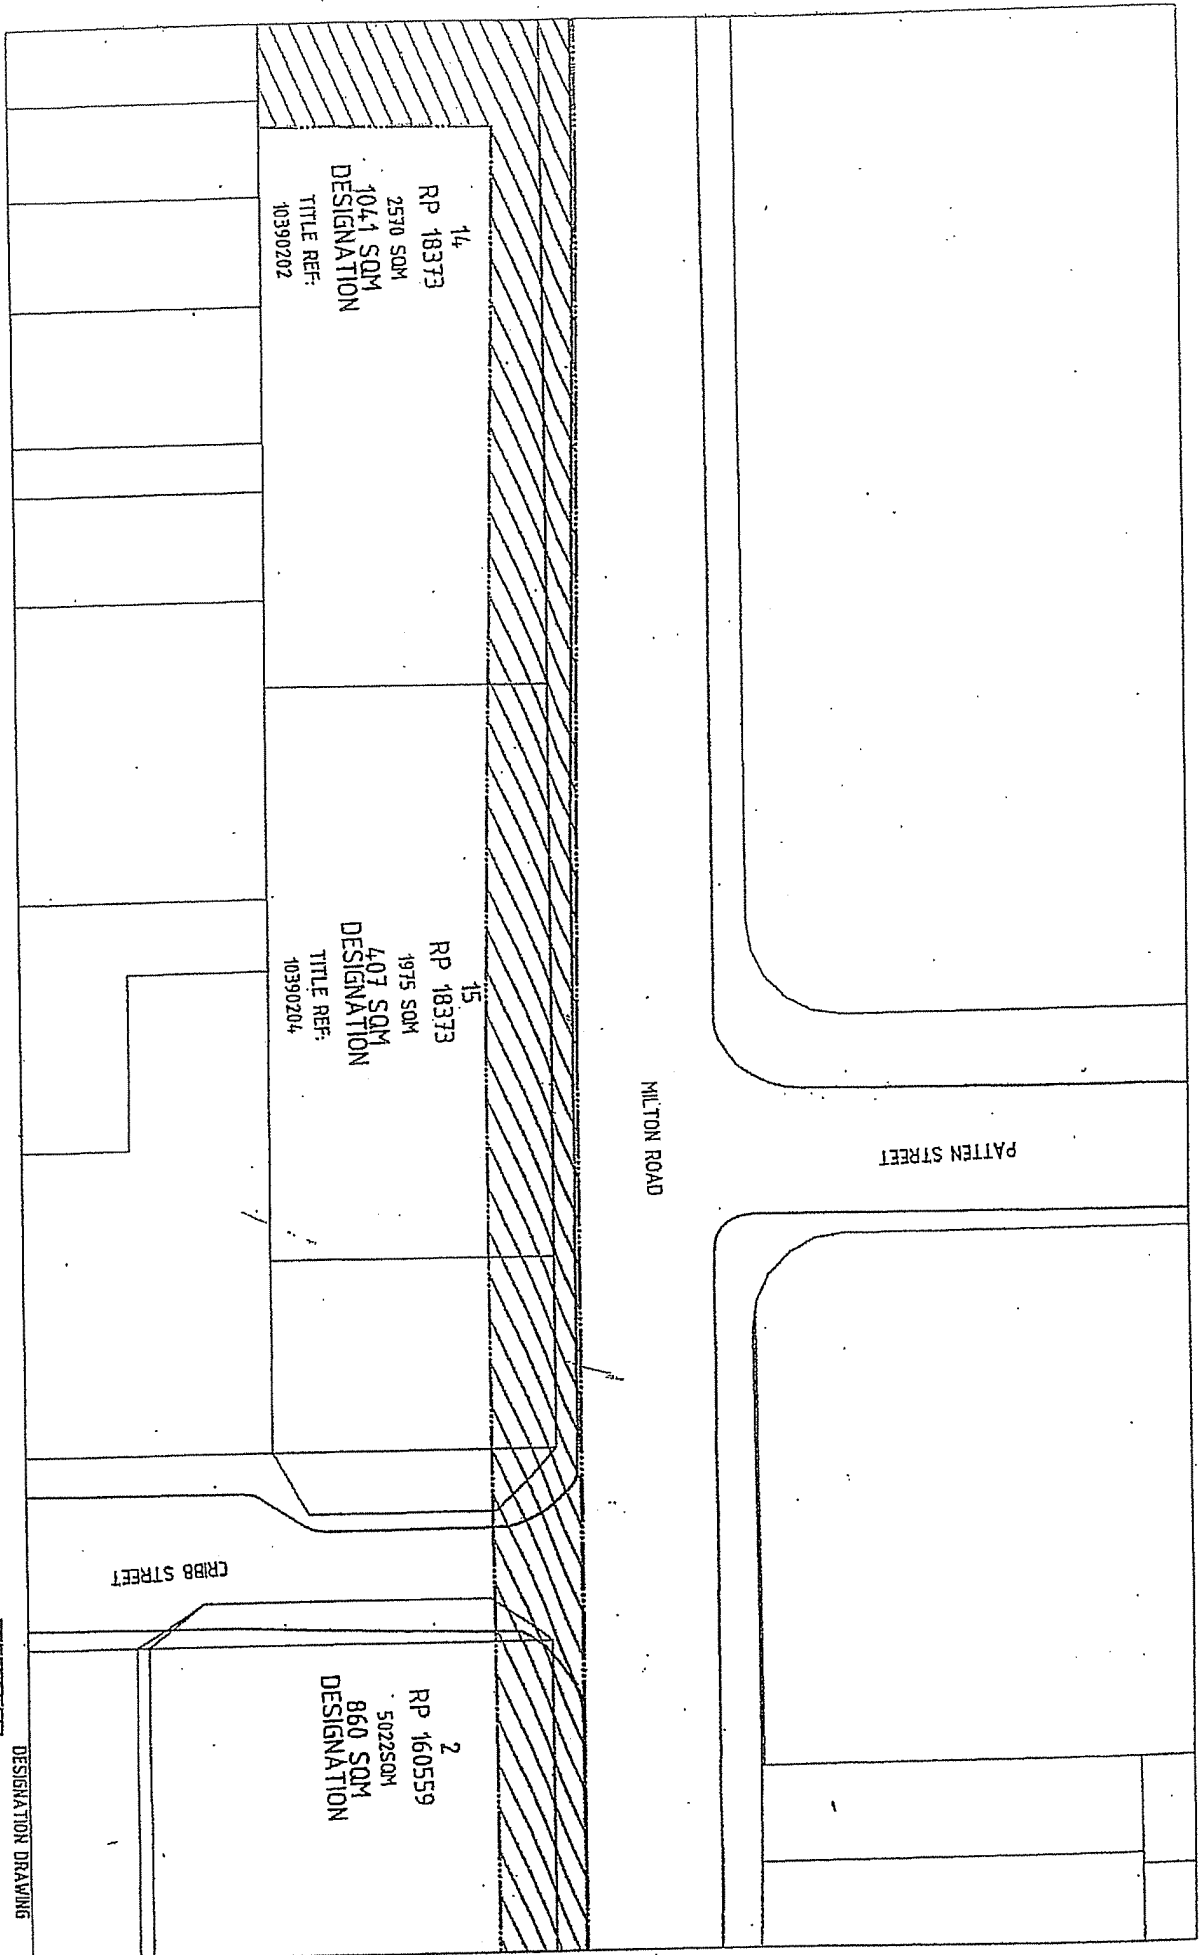 14
RP 18373
2570 SQM
1041 SQM
DESIGNATION
TITLE REF:
10390202
15
RP 18373
1975 SQM
407 SQM
DESIGNATION
TITLE REF:
10390204
MILTON ROAD
PATTEN STREET
CRIBB STREET
2
RP 160559
5022SQM
860 SQM
DESIGNATION
DESIGNATION DRAWING